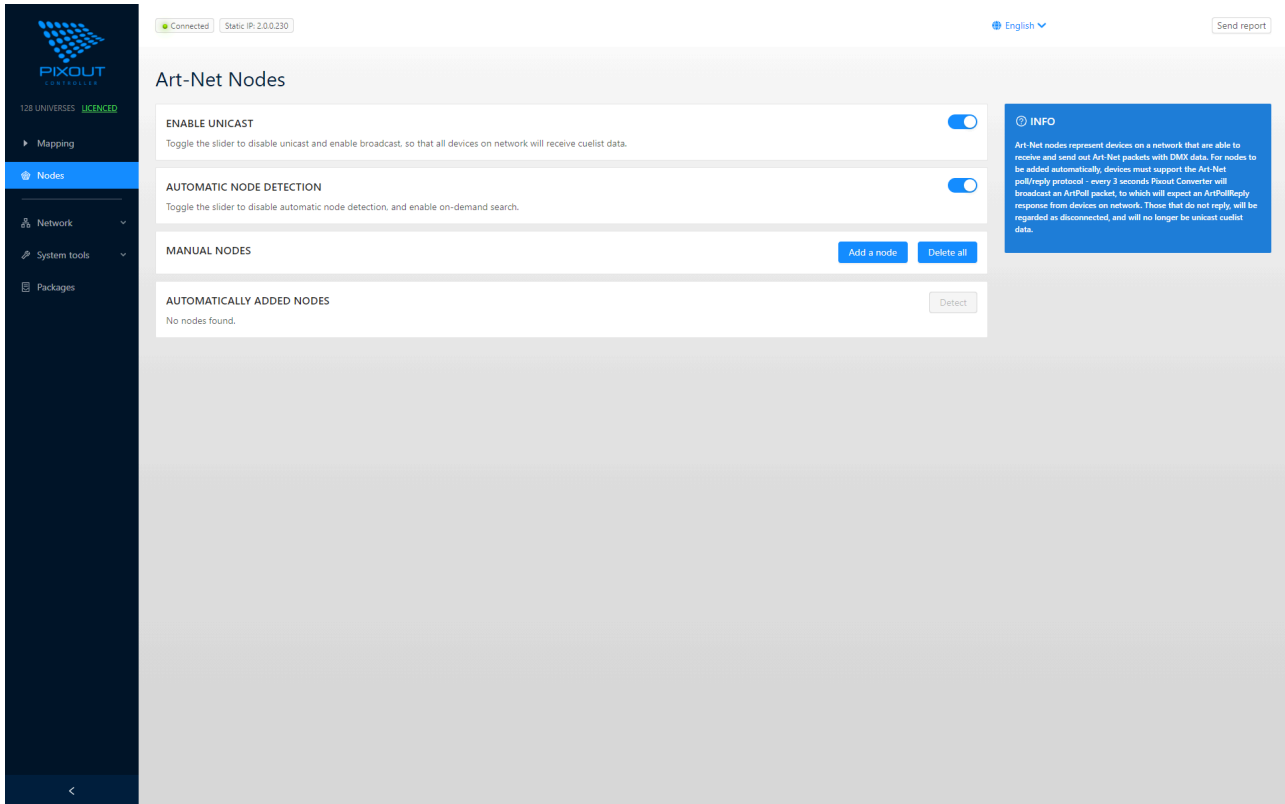 PIXOUT
CONTROLLER
128 UNIVERSES LICENCED
Mapping
Nodes
Network
System tools
Packages
Connected
Static IP: 2.0.0.230
English
Send report
Art-Net Nodes
ENABLE UNICAST
Toggle the slider to disable unicast and enable broadcast, so that all devices on network will receive cuelist data.
AUTOMATIC NODE DETECTION
Toggle the slider to disable automatic node detection, and enable on-demand search.
MANUAL NODES
Add a node
Delete all
AUTOMATICALLY ADDED NODES
No nodes found.
Detect
INFO
Art-Net nodes represent devices on a network that are able to
receive and send out Art-Net packets with DMX data. For nodes to
be added automatically, devices must support the Art-Net
poll/reply protocol - every 3 seconds Pixout Converter will
broadcast an ArtPoll packet, to which will expect an ArtPollReply
response from devices on network. Those that do not reply, will be
regarded as disconnected, and will no longer be unicast cuelist
data.